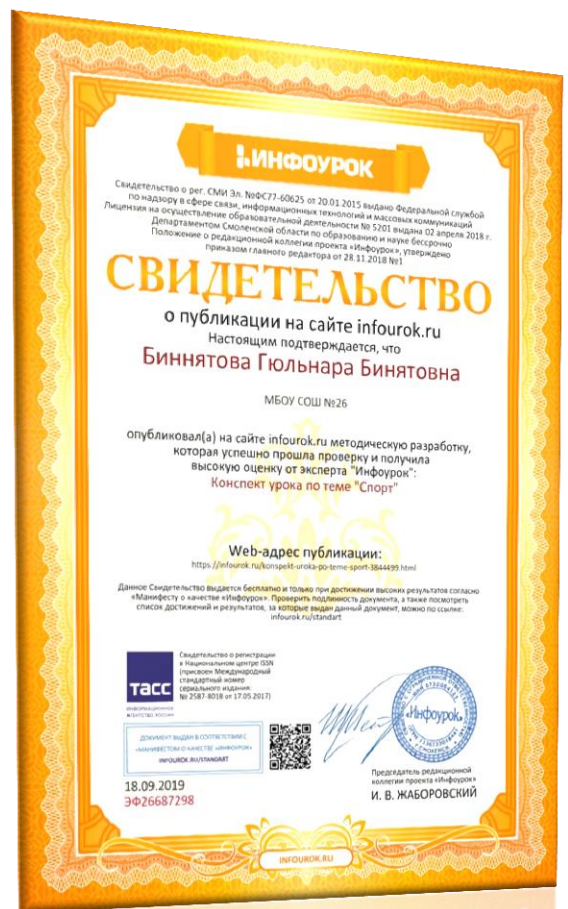 ИНФОУРОК
Свидетельство о рег. СМИ Эл. №ФС77-60625 от 20.01.2015 выдано Федеральной службой
по надзору в сфере связи, информационных технологий и массовых коммуникаций
Лицензия на осуществление образовательной деятельности № 5201 выдана 02 апреля 2018 г.
Департаментом Смоленской области по образованию и науке бессрочно
Положение о редакционной коллегии проекта «Инфоурок», утверждено
приказом главного редактора от 28.11.2018 №1
СВИДЕТЕЛЬСТВО
о публикации на сайте infourok.ru
Настоящим подтверждается, что
Биннятова Гюльнара Бинятовна
МБОУ СОШ №26
опубликовал(а) на сайте infourok.ru методическую разработку,
которая успешно прошла проверку и получила
высокую оценку от эксперта "Инфоурок":
Конспект урока по теме "Спорт"
Web-адрес публикации:
https://infourok.ru/konspekt-uroka-po-teme-sport-3844499.html
Данное Свидетельство выдается бесплатно и только при достижении высоких результатов согласно
«Манифесту о качестве «Инфоурок». Проверить подлинность документа, а также посмотреть
список достижений и результатов, за которые выдан данный документ, можно по ссылке:
infourok.ru/standart
ТАСС
ИНФОРМАЦИОННОЕ
АГЕНТСТВО РОССИИ
Свидетельство о регистрации
в Национальном центре ISSN
(присвоен Международный
стандартный номер
сериального издания:
№ 2587-8018 от 17.05.2017)
ДОКУМЕНТ ВЫДАН В СООТВЕТСТВИИ С
«МАНИФЕСТОМ О КАЧЕСТВЕ «ИНФОУРОК»
INFOUROK.RU/STANDART
18.09.2019
ЭФ26687298
«Инфоурок»
Председатель редакционной
коллегии проекта «Инфоурок»
И. В. ЖАБОРОВСКИЙ
INFOUROK.RU